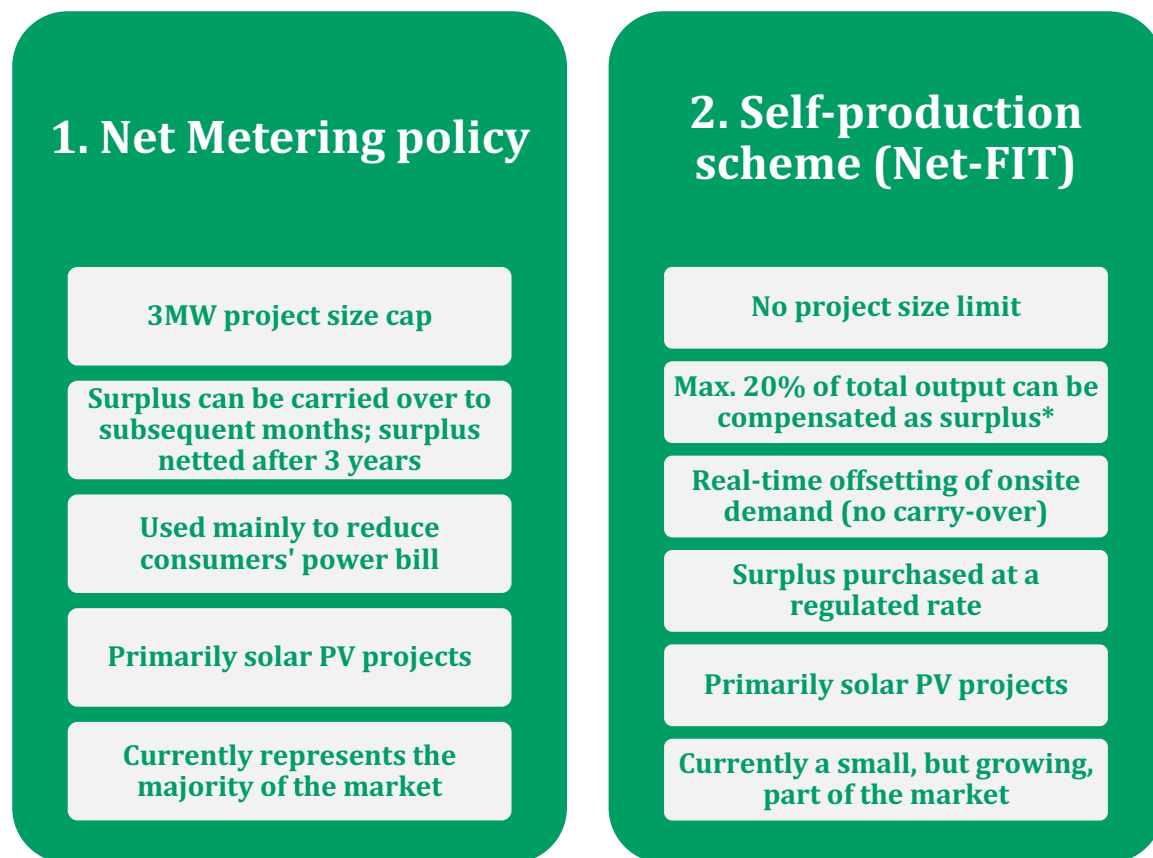 1. Net Metering policy
3MW project size cap
Surplus can be carried over to
subsequent months; surplus
netted after 3 years
Used mainly to reduce
consumers' power bill
Primarily solar PV projects
Currently represents the
majority of the market
2. Self-production
scheme (Net-FIT)
No project size limit
Max. 20% of total output can be
compensated as surplus*
Real-time offsetting of onsite
demand (no carry-over)
Surplus purchased at a
regulated rate
Primarily solar PV projects
Currently a small, but growing,
part of the market